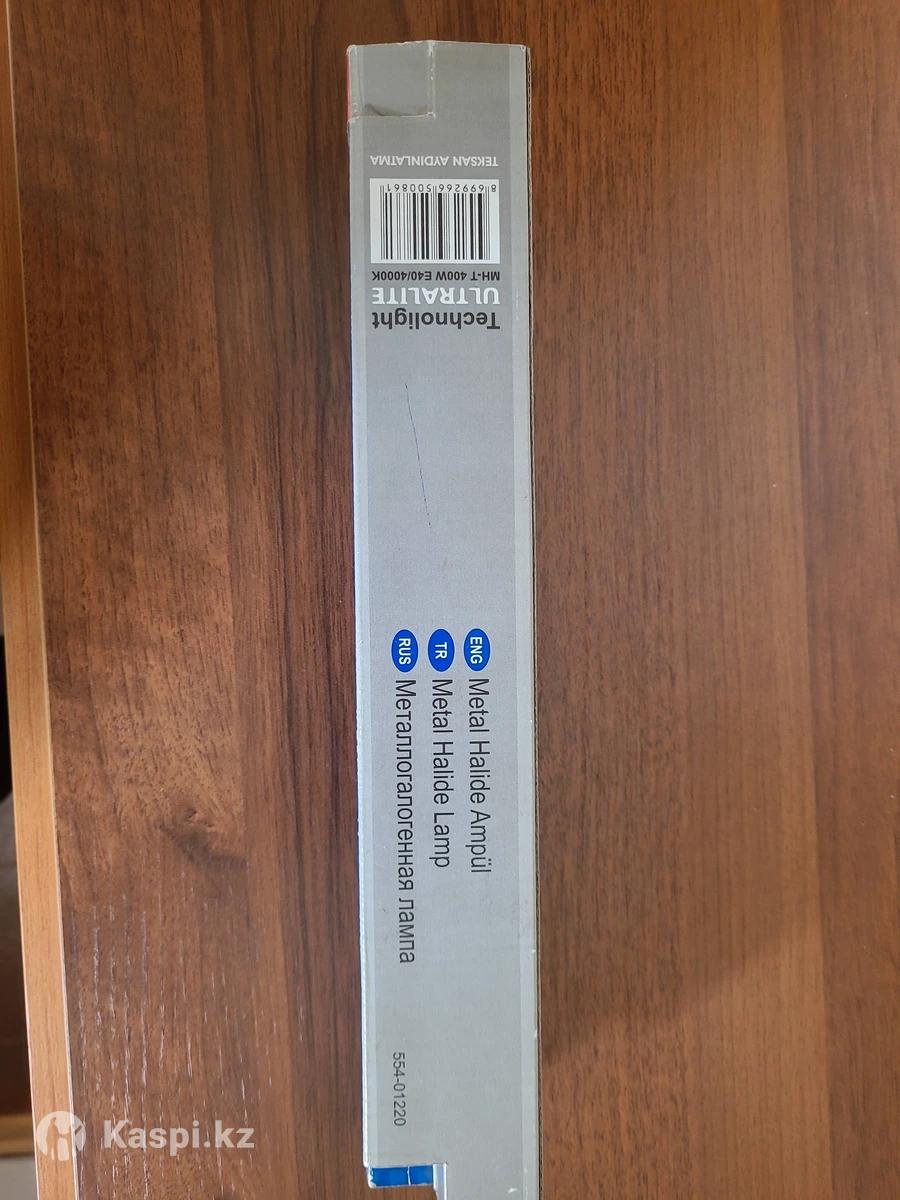 Technolight
ULTRALITE
MH-T 400W E40/4000K
8 699266 500861
TEKSAN AYDINLATMA
ENG Metal Halide Ampül
TR Metal Halide Lamp
RUS Металлогалогенная лампа
554-01220
Kaspi.kz